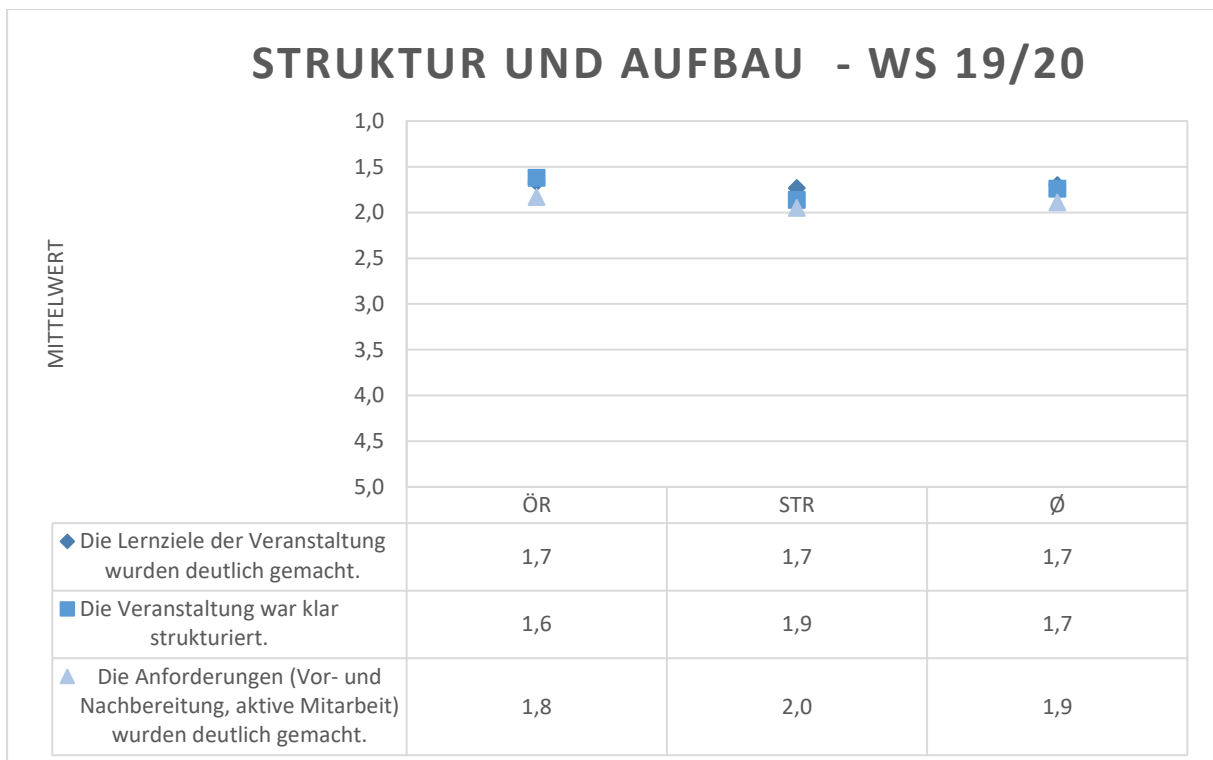 STRUKTUR UND AUFBAU - WS 19/20
MITTELWERT
1,0
1,5
2,0
2,5
3,0
3,5
4,0
4,5
5,0
ÖR STR Ø
Die Lernziele der Veranstaltung
wurden deutlich gemacht.
1,7 1,7 1,7
Die Veranstaltung war klar
strukturiert.
1,6 1,9 1,7
Die Anforderungen (Vor- und
Nachbereitung, aktive Mitarbeit)
wurden deutlich gemacht.
1,8 2,0 1,9